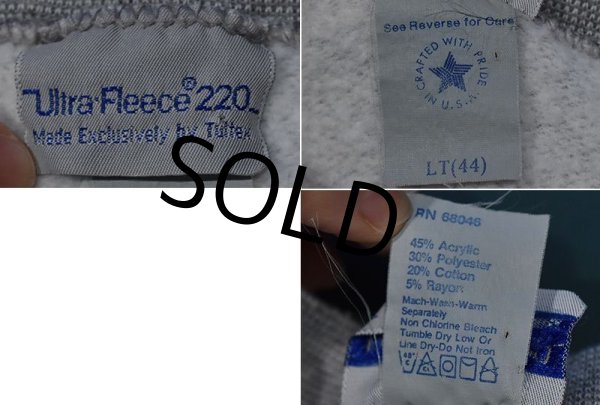 Ultra-Fleece® 220
Made Exclusively by Tultex
See Reverse for Care
CRAFTED WITH PRIDE
IN U.S.A.
LT(44)
SOLD
RN 68046
45% Acrylic
30% Polyester
20% Cotton
5% Rayon
Mach-Wash-Warm
Separately
Non Chlorine Bleach
Tumble Dry Low Or
Line Dry-Do Not Iron